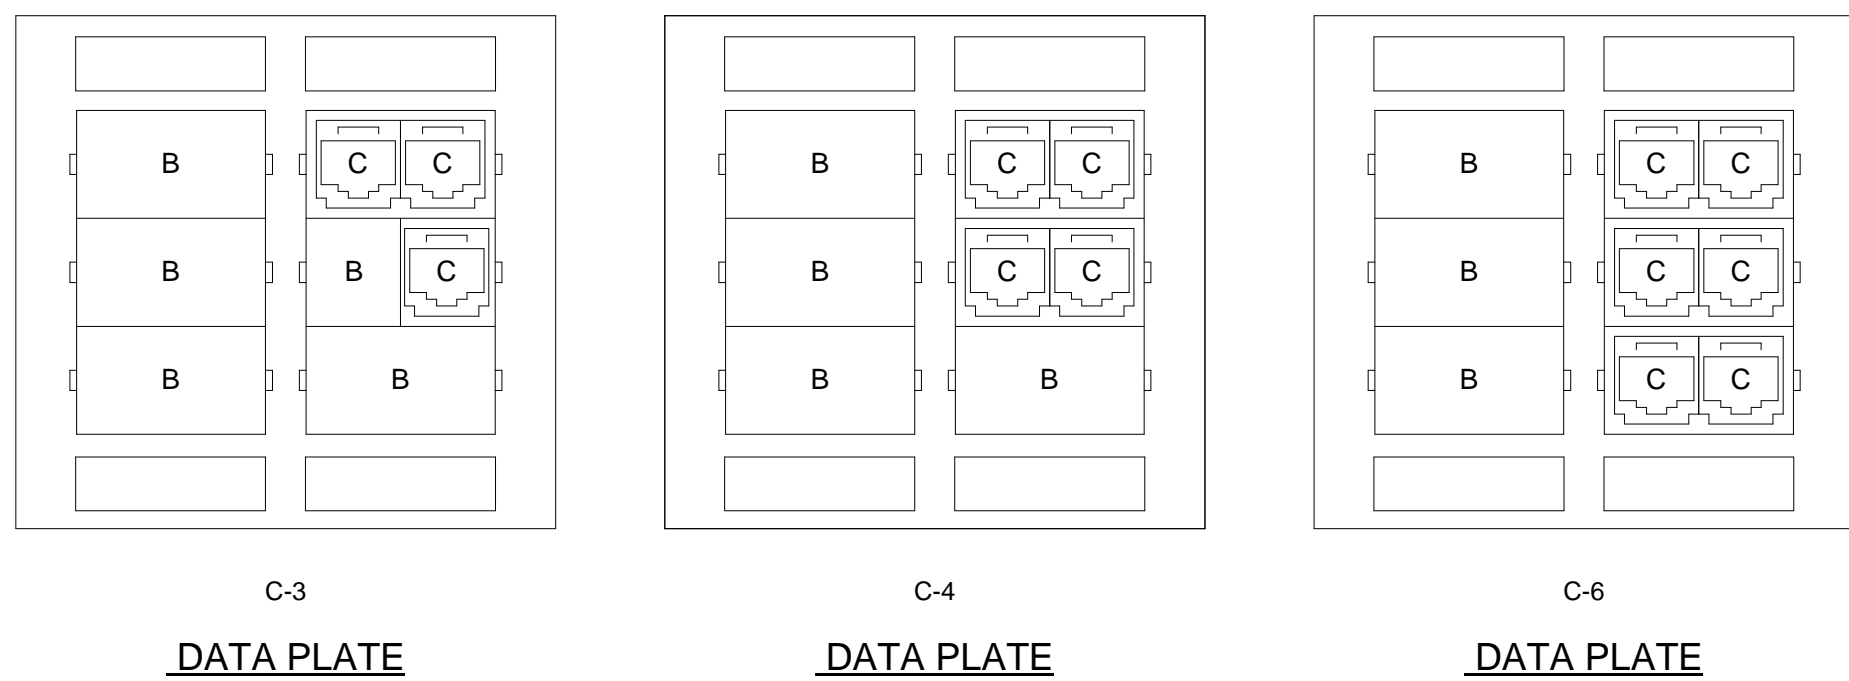 B C C B C C B C C
B B C B C C B C C
B B B B B C C
C-3 C-4 C-6
DATA PLATE DATA PLATE DATA PLATE